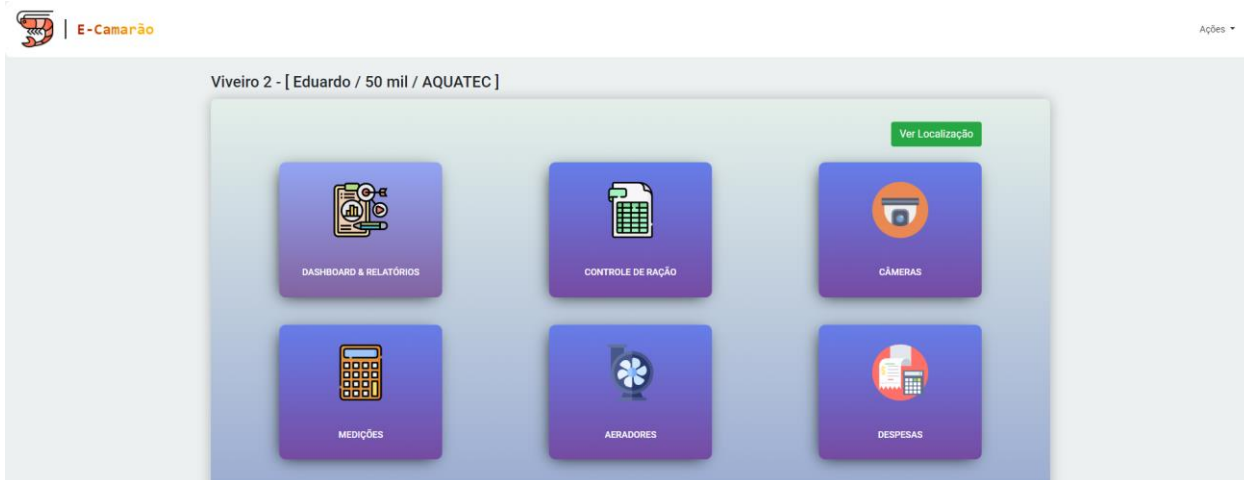 | E-Camarão
Ações
Viveiro 2 - [ Eduardo / 50 mil / AQUATEC ]
Ver Localização
DASHBOARD & RELATÓRIOS
CONTROLE DE RAÇÃO
CÂMERAS
MEDIÇÕES
AERADORES
DESPESAS